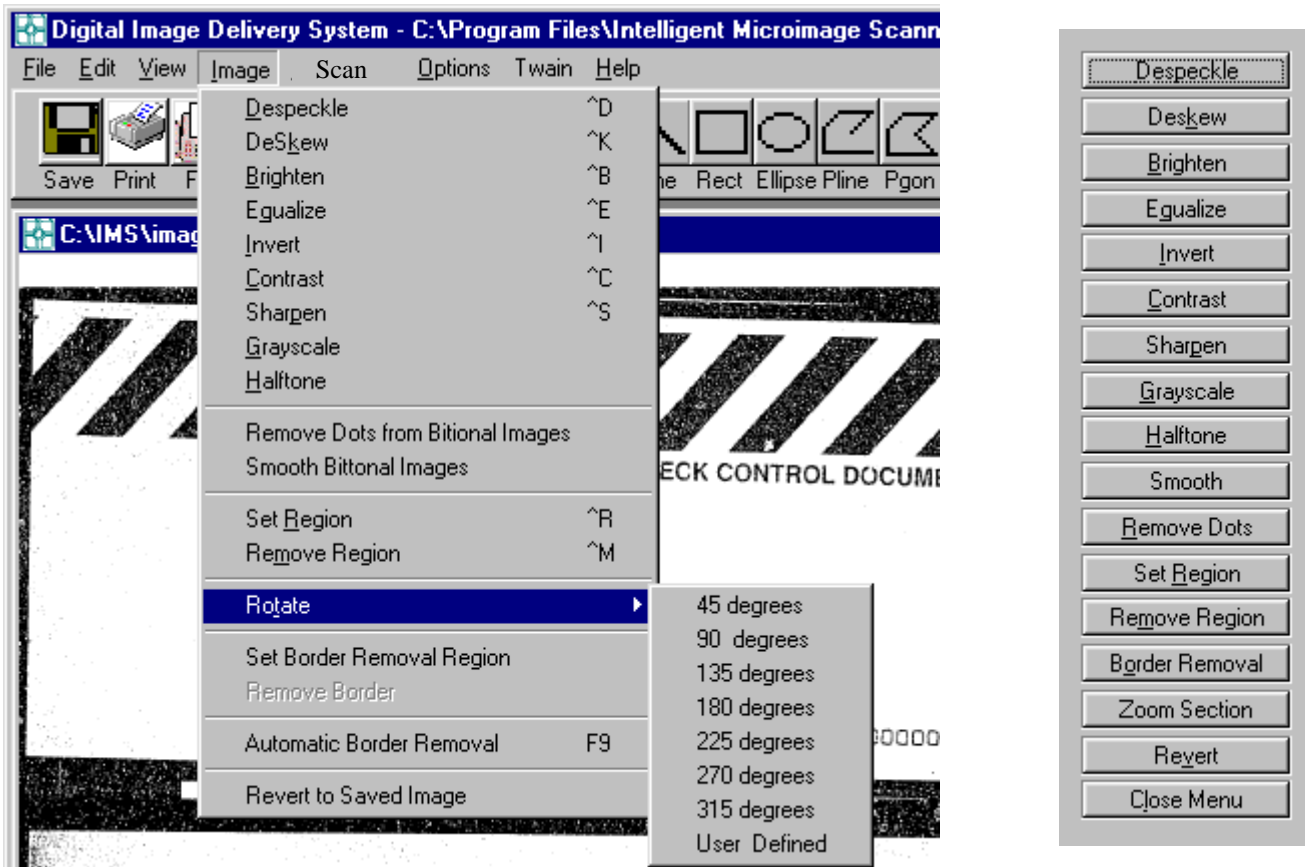 Digital Image Delivery System - C:\Program Files\Intelligent Microimage Scann
File Edit View Image Scan Options Twain Help
Save Print F ne Rect Ellipse Pline Pgon
C:\IMS\imag
Despeckle ^D
DeSkew ^K
Brighten ^B
Egualize ^E
Invert ^I
Contrast ^C
Sharpen ^S
Grayscale
Halftone
Remove Dots from Bitional Images
Smooth Bittonal Images
Set Region ^R
Remove Region ^M
Rotate
Set Border Removal Region
Remove Border
Automatic Border Removal F9
Revert to Saved Image
45 degrees
90 degrees
135 degrees
180 degrees
225 degrees
270 degrees
315 degrees
User Defined
ECK CONTROL DOCUME
Despeckle
Deskew
Brighten
Egualize
Invert
Contrast
Sharpen
Grayscale
Halftone
Smooth
Remove Dots
Set Region
Remove Region
Border Removal
Zoom Section
Revert
Close Menu